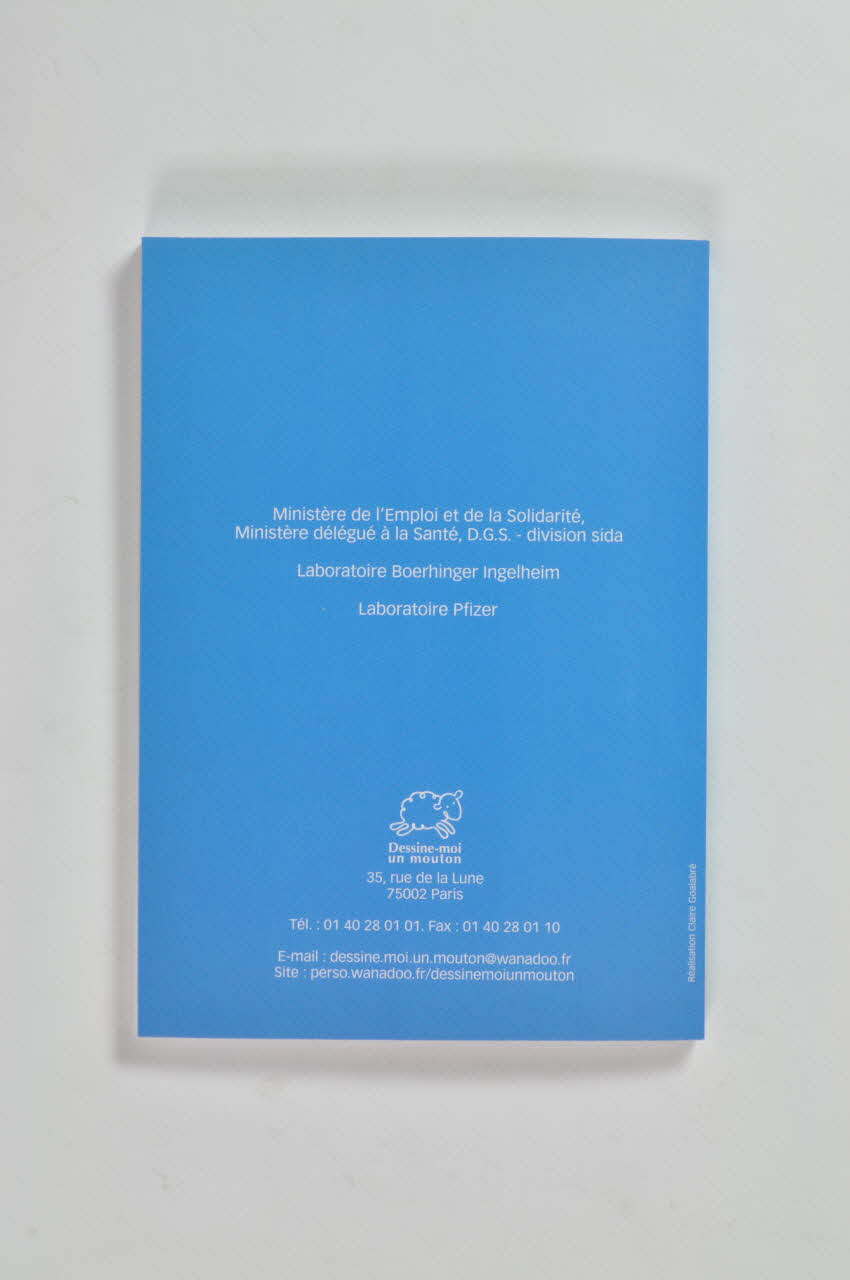 Ministère de l'Emploi et de la Solidarité,
Ministère délégué à la Santé, D.G.S. - division sida
Laboratoire Boerhinger Ingelheim
Laboratoire Pfizer
Dessine-moi
un mouton
35, rue de la Lune
75002 Paris
Tél. : 01 40 28 01 01. Fax : 01 40 28 01 10
E-mail : dessine.moi.un.mouton@wanadoo.fr
Site : perso.wanadoo.fr/dessinemoiunmouton
Réalisation Claire Goalabré